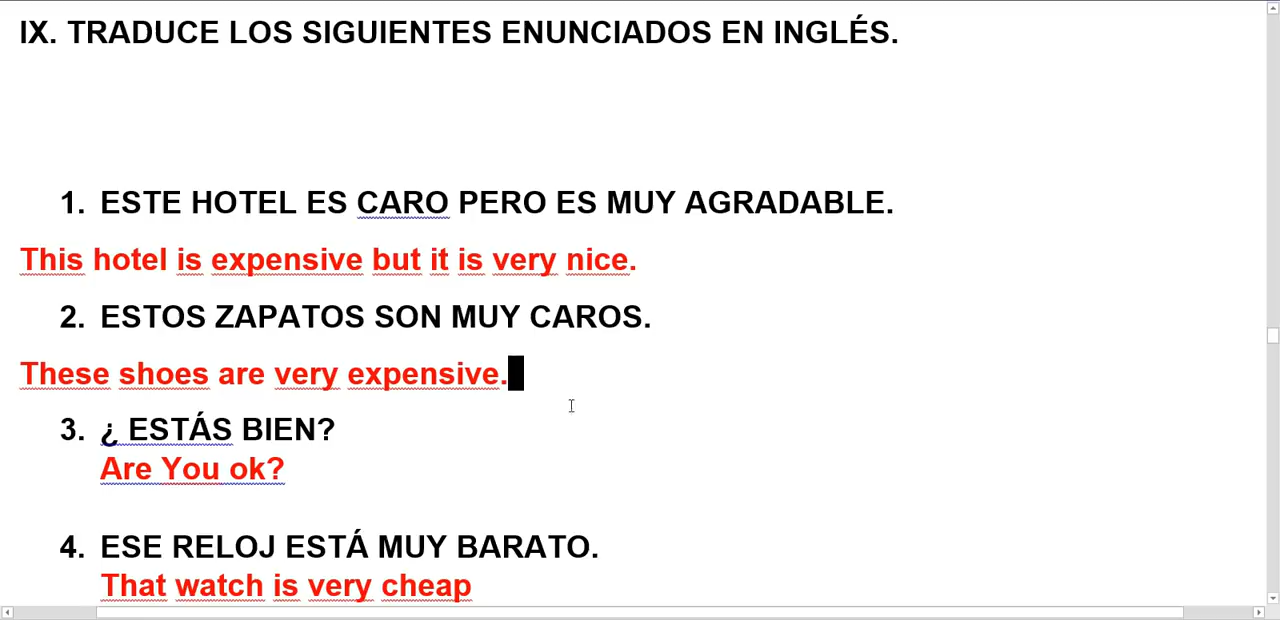 IX. TRADUCE LOS SIGUIENTES ENUNCIADOS EN INGLÉS.
1. ESTE HOTEL ES CARO PERO ES MUY AGRADABLE.
This hotel is expensive but it is very nice.
2. ESTOS ZAPATOS SON MUY CAROS.
These shoes are very expensive.
3. ¿ ESTÁS BIEN?
Are You ok?
4. ESE RELOJ ESTÁ MUY BARATO.
That watch is very cheap